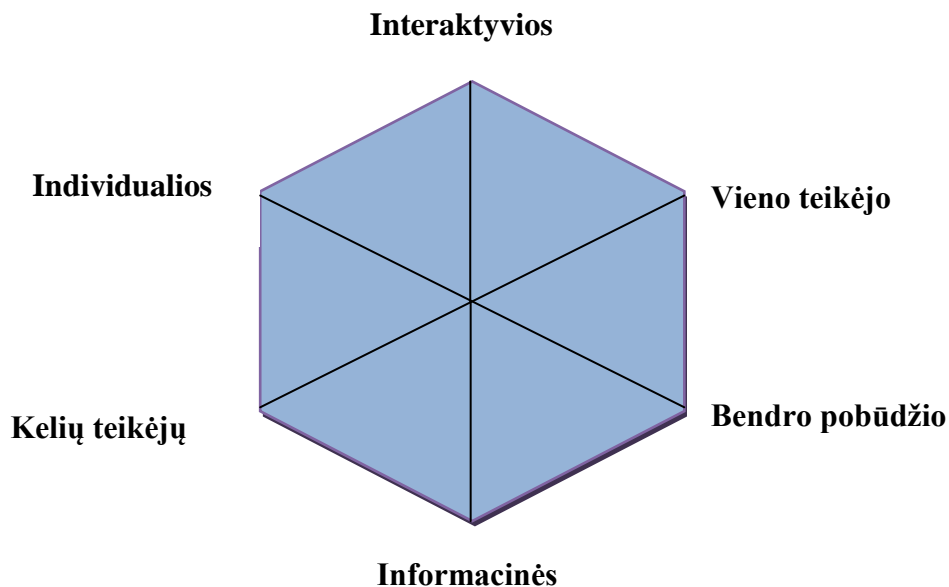 Interaktyvios
Individualios
Vieno teikėjo
Kelių teikėjų
Bendro pobūdžio
Informacinės